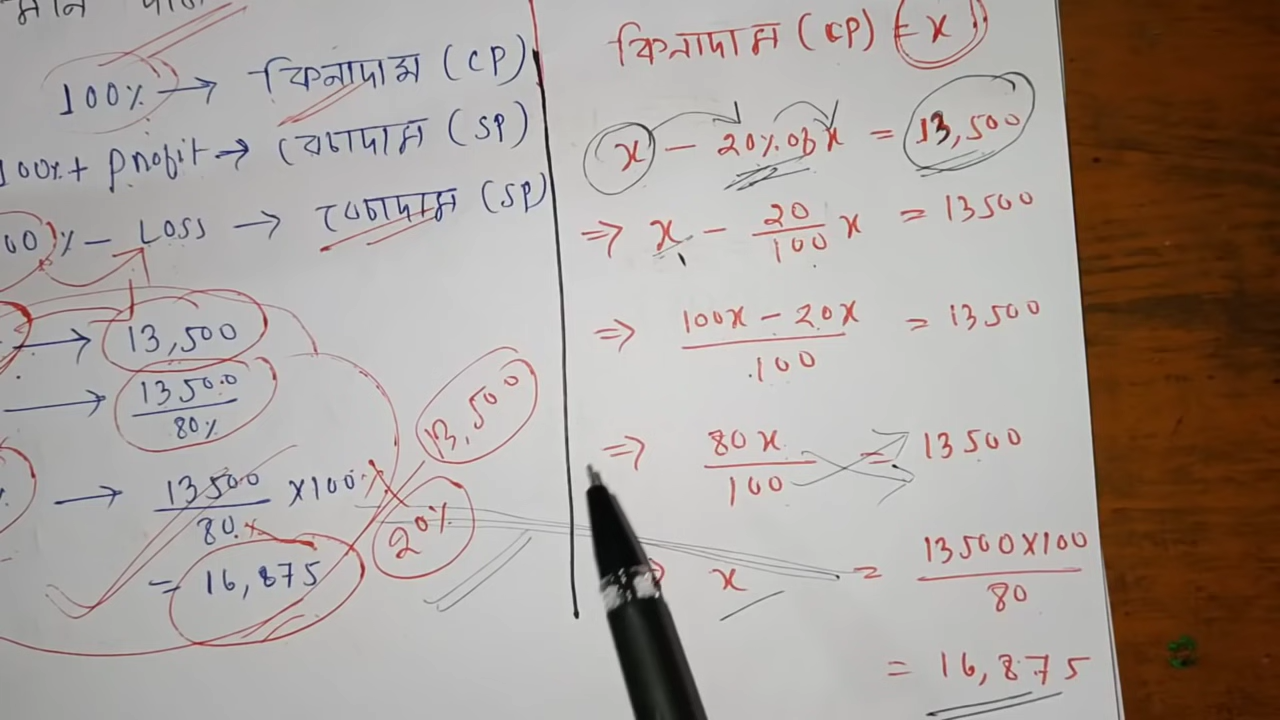 100% → কিনাদাম (CP)
100% + Profit → বেচাদাম (SP)
00)% - Loss → বেচাদাম (SP)
→ 13,500
→ 13500/80%
→ 13500/80% × 100%
= 16,875
13,500
20%
কিনাদাম (CP) = x
x - 20% of x = 13,500
⇒ x - 20/100 x = 13500
⇒ 100x - 20x/100 = 13500
⇒ 80x/100 = 13500
x = 13500×100/80
= 16,875